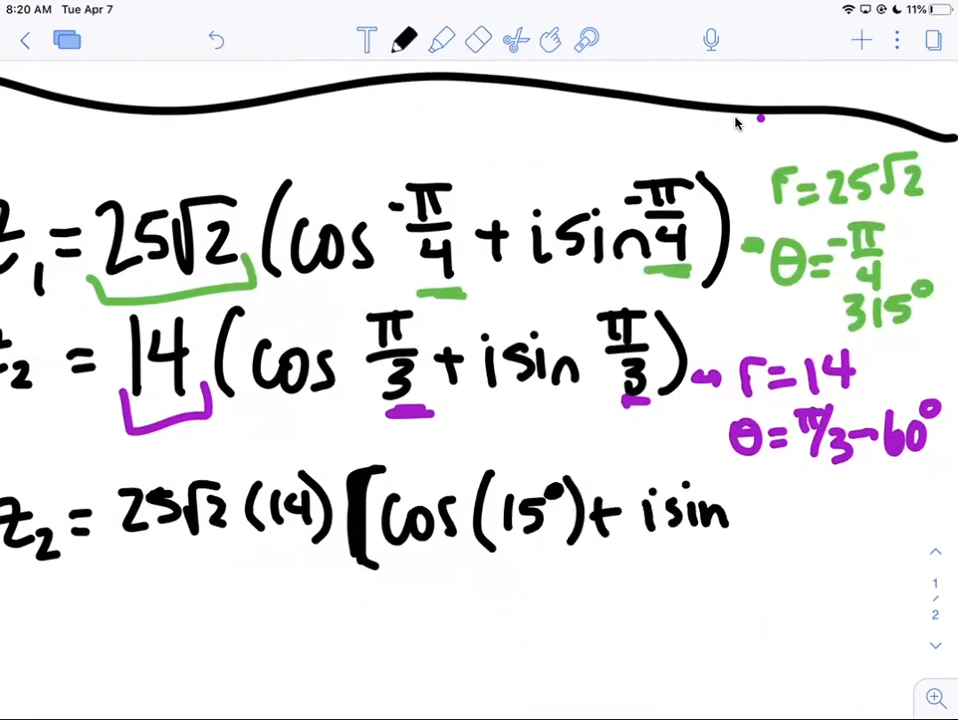 8:20 AM Tue Apr 7
11%
T
z₁ = 25√2 (cos -π/4 + i sin -π/4) → r = 25√2
θ = -π/4
315°
z₂ = 14 (cos π/3 + i sin π/3) → r = 14
θ = π/3 → 60°
z₂ = 25√2 (14) [cos (15°) + i sin
1
/
2